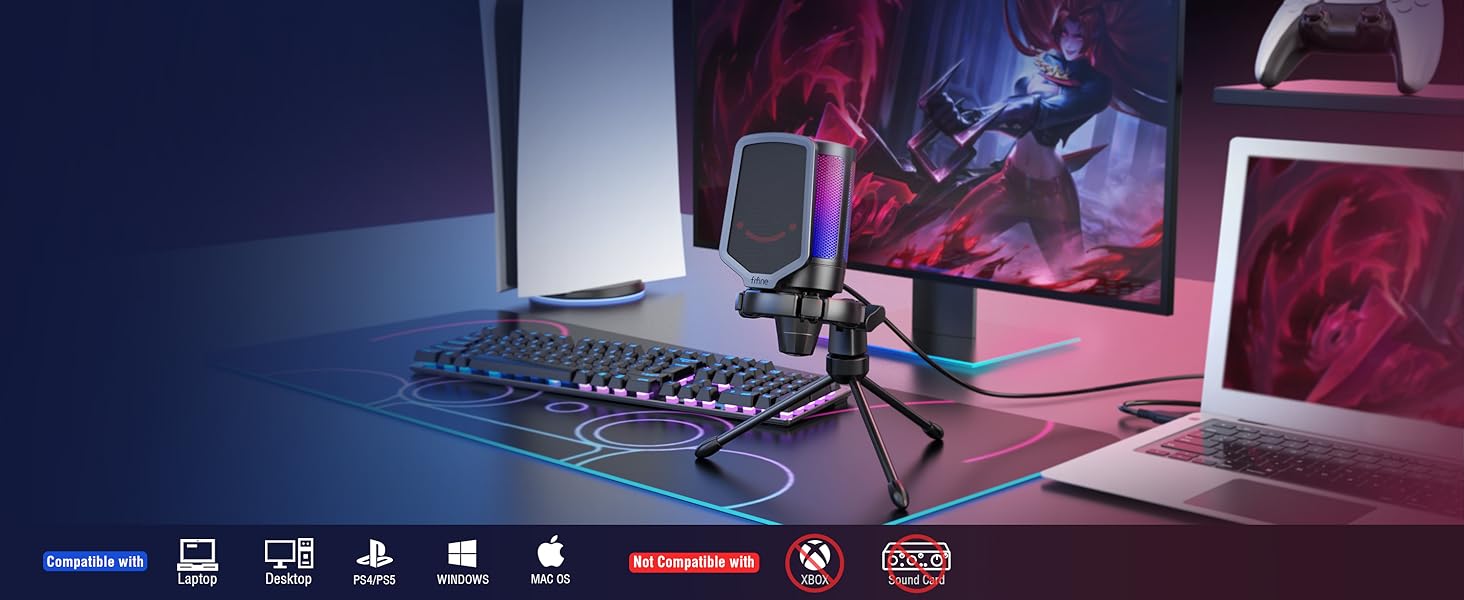 fifine
Compatible with
Laptop
Desktop
PS4/PS5
WINDOWS
MAC OS
Not Compatible with
XBOX
Sound Card